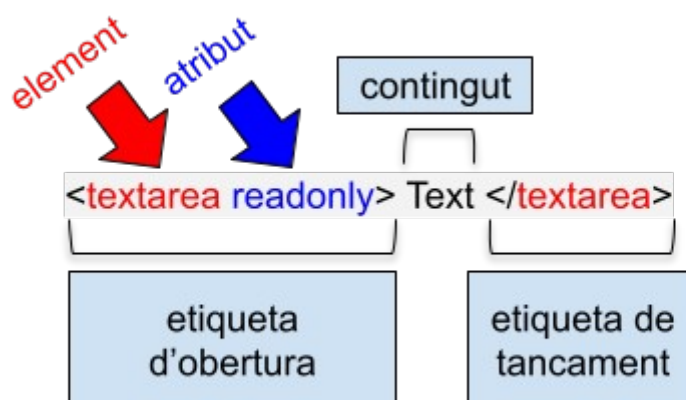 element
atribut
contingut
<textarea readonly> Text </textarea>
etiqueta
d’obertura
etiqueta de
tancament